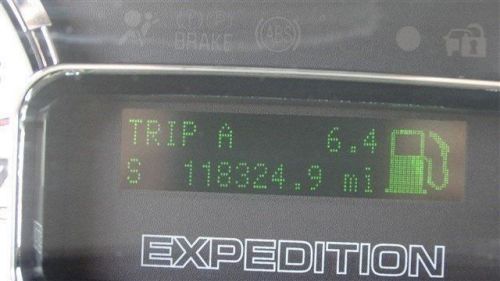 (P)
BRAKE
(ABS)
TRIP A 6.4
S 118324.9 mi
EXPEDITION